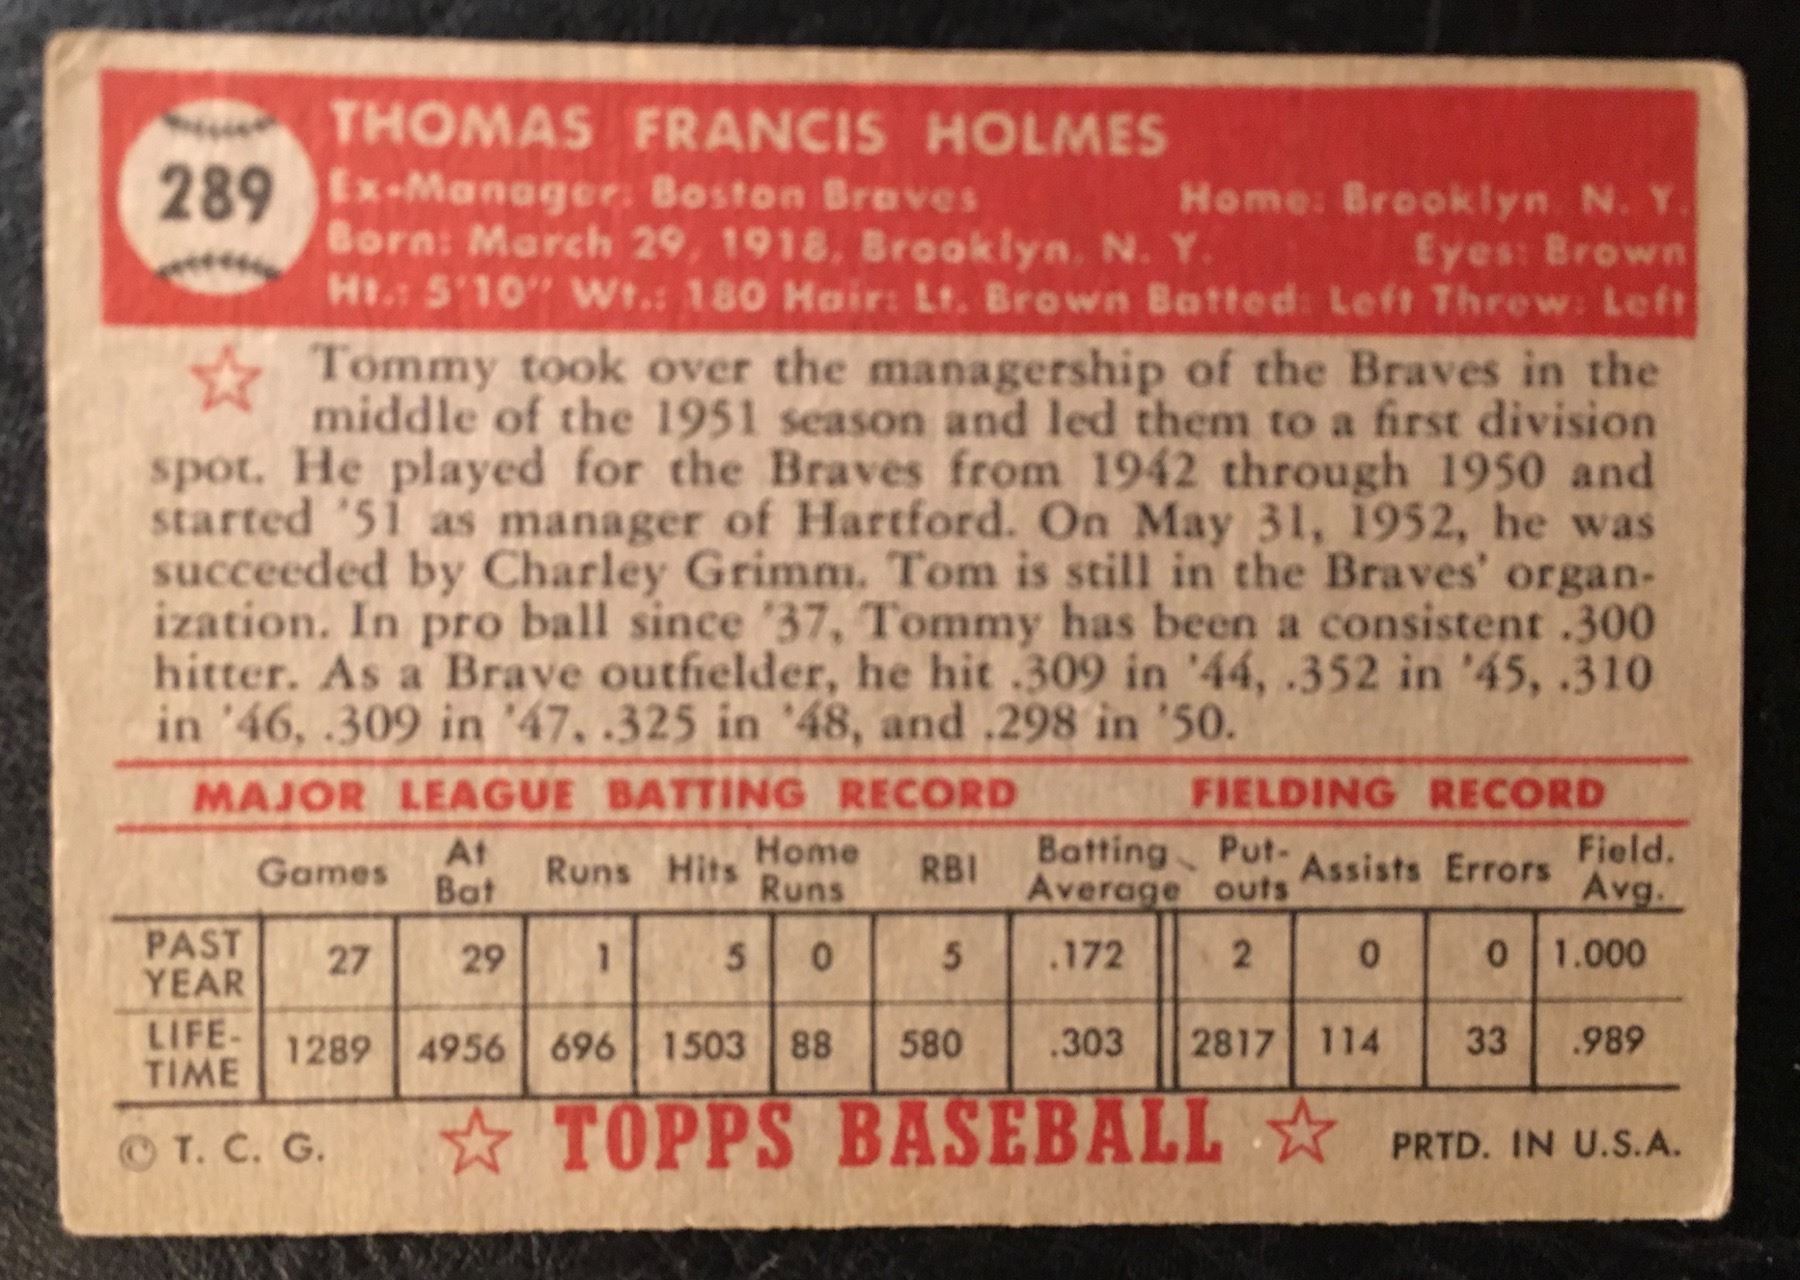 289
THOMAS FRANCIS HOLMES
Ex-Manager: Boston Braves Home: Brooklyn, N. Y.
Born: March 29, 1918, Brooklyn, N. Y. Eyes: Brown
Ht.: 5'10" Wt.: 180 Hair: Lt. Brown Batted: Left Threw: Left
Tommy took over the managership of the Braves in the
middle of the 1951 season and led them to a first division
spot. He played for the Braves from 1942 through 1950 and
started '51 as manager of Hartford. On May 31, 1952, he was
succeeded by Charley Grimm. Tom is still in the Braves' organ-
ization. In pro ball since '37, Tommy has been a consistent .300
hitter. As a Brave outfielder, he hit .309 in '44, .352 in '45, .310
in '46, .309 in '47, .325 in '48, and .298 in '50.
MAJOR LEAGUE BATTING RECORD FIELDING RECORD
Games At Bat Runs Hits Home Runs RBI Batting Average Put-outs Assists Errors Field. Avg.
PAST YEAR 27 29 1 5 0 5 .172 2 0 0 1.000
LIFE-TIME 1289 4956 696 1503 88 580 .303 2817 114 33 .989
© T. C. G. TOPPS BASEBALL PRTD. IN U.S.A.